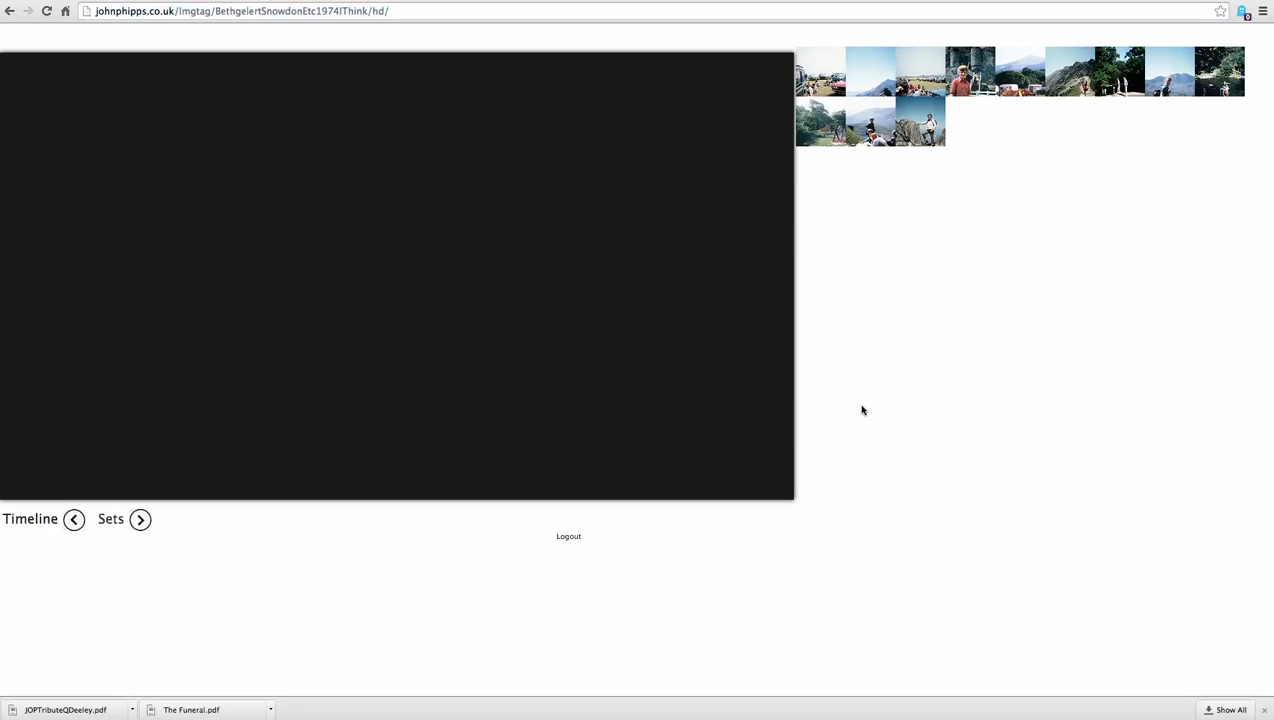 johnphipps.co.uk/Imgtag/BethgelertSnowdonEtc1974IThink/hd/
Timeline Sets
Logout
JOPTributeQDeeley.pdf The Funeral.pdf Show All